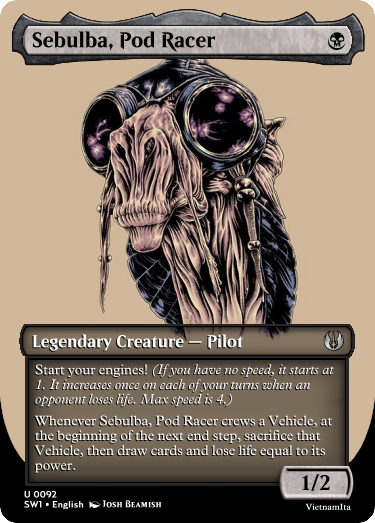 Sebulba, Pod Racer
Legendary Creature — Pilot
Start your engines! (If you have no speed, it starts at
1. It increases once on each of your turns when an
opponent loses life. Max speed is 4.)
Whenever Sebulba, Pod Racer crews a Vehicle, at
the beginning of the next end step, sacrifice that
Vehicle, then draw cards and lose life equal to its
power.
1/2
U 0092
SW1 • English Josh Beamish
VietnamIta